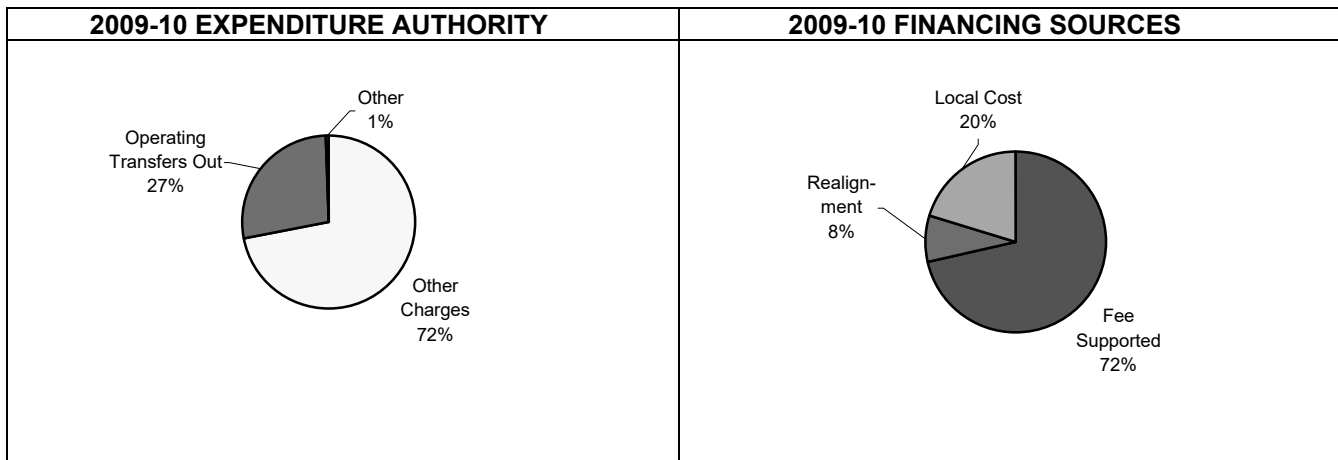 2009-10 EXPENDITURE AUTHORITY
Other
1%
Operating
Transfers Out
27%
Other
Charges
72%
2009-10 FINANCING SOURCES
Local Cost
20%
Realign-
ment
8%
Fee
Supported
72%